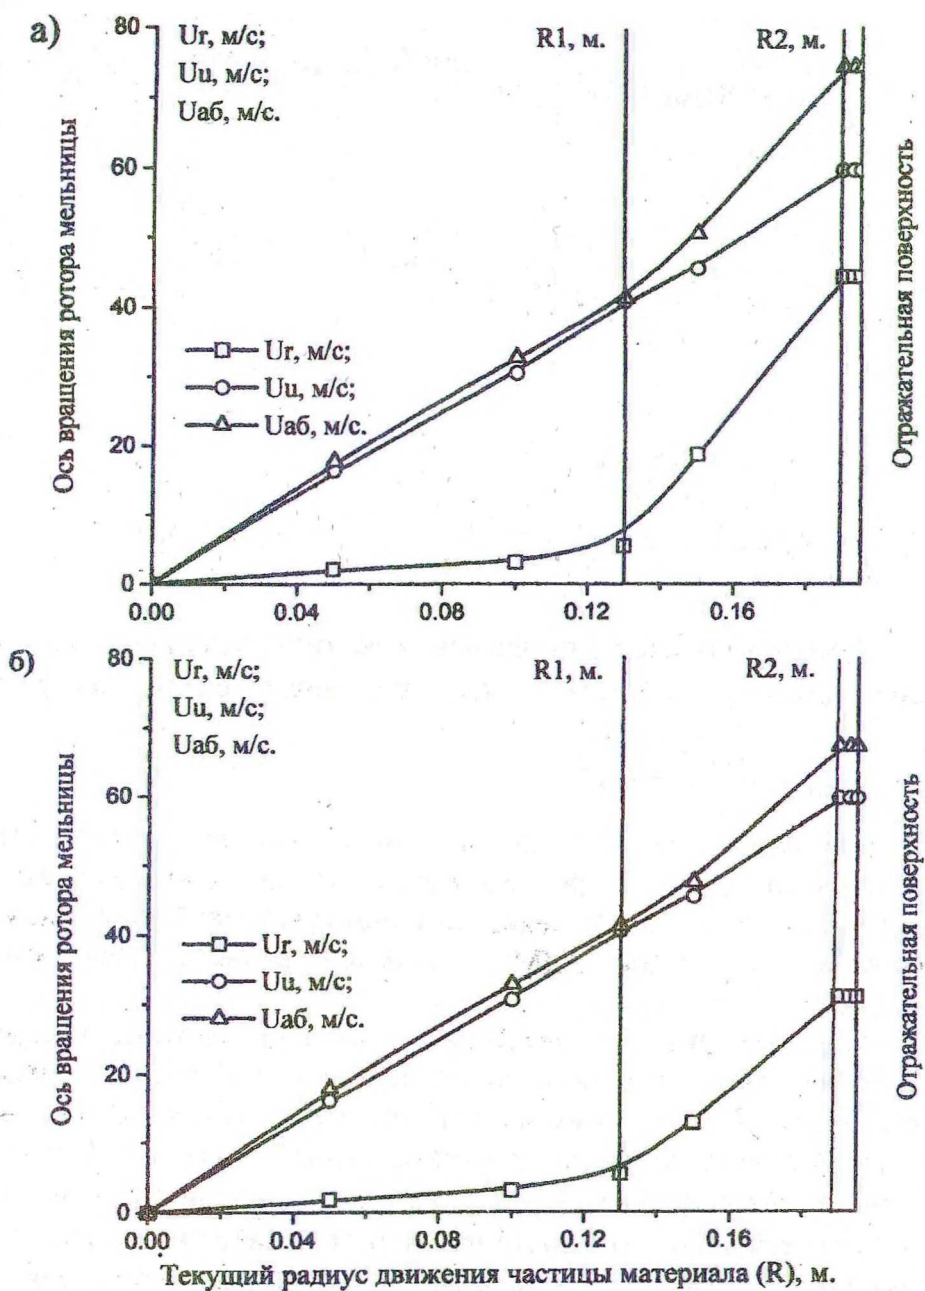 а)
80
60
40
20
0
Ur, м/с;
Uu, м/с;
Uаб, м/с.
R1, м.
R2, м.
Ось вращения ротора мельницы
Отражательная поверхность
Ur, м/с;
Uu, м/с;
Uаб, м/с.
0.00
0.04
0.08
0.12
0.16
б)
80
60
40
20
0
Ur, м/с;
Uu, м/с;
Uаб, м/с.
R1, м.
R2, м.
Ось вращения ротора мельницы
Отражательная поверхность
Ur, м/с;
Uu, м/с;
Uаб, м/с.
0.00
0.04
0.08
0.12
0.16
Текущий радиус движения частицы материала (R), м.